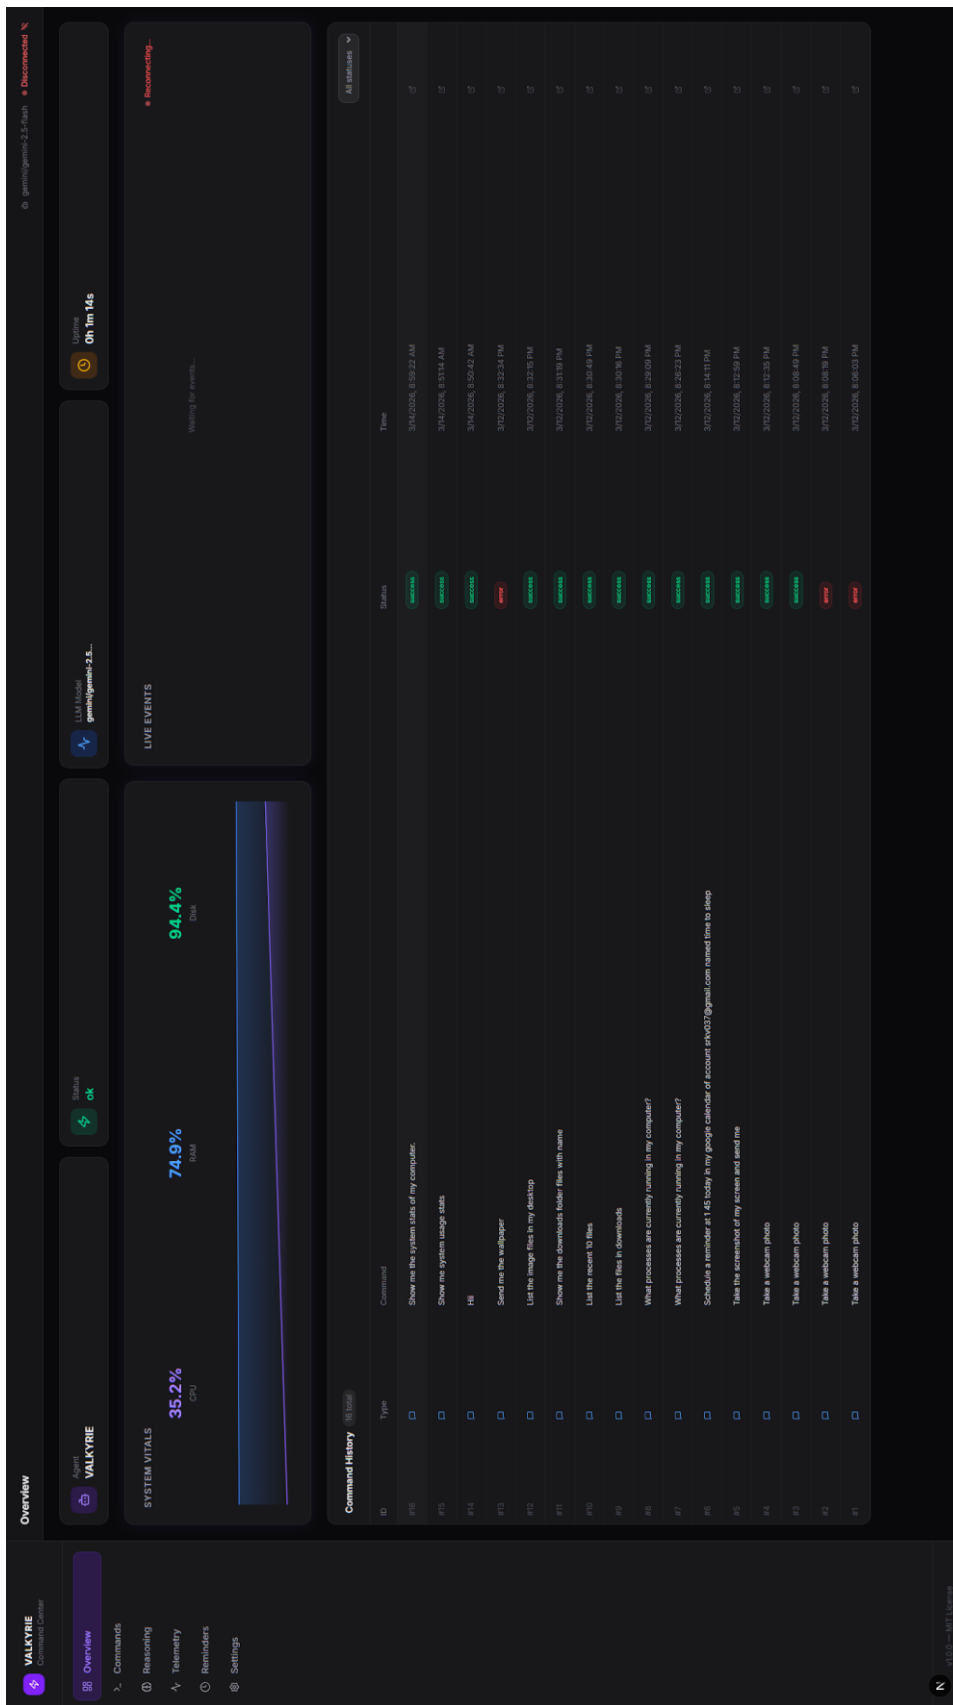 VALKYRIE
Command Center
Overview
Commands
Reasoning
Telemetry
Reminders
Settings
v1.0.0 — MIT License
N
Overview
gemini/gemini-2.5-flash
Disconnected
Agent
VALKYRIE
Status
ok
LLM Model
gemini/gemini-2.5...
Uptime
0h 1m 14s
SYSTEM VITALS
35.2%
CPU
74.9%
RAM
94.4%
Disk
LIVE EVENTS
Reconnecting...
Waiting for events...
Command History 16 total
All statuses
ID Type Command Status Time
#16 Show me the system stats of my computer. success 3/14/2026, 8:59:22 AM
#15 Show me system usage stats success 3/14/2026, 8:51:14 AM
#14 Hii success 3/14/2026, 8:50:42 AM
#13 Send me the wallpaper error 3/12/2026, 8:32:34 PM
#12 List the image files in my desktop success 3/12/2026, 8:32:15 PM
#11 Show me the downloads folder files with name success 3/12/2026, 8:31:19 PM
#10 List the recent 10 files success 3/12/2026, 8:30:49 PM
#9 List the files in downloads success 3/12/2026, 8:30:16 PM
#8 What processes are currently running in my computer? success 3/12/2026, 8:29:09 PM
#7 What processes are currently running in my computer? success 3/12/2026, 8:26:23 PM
#6 Schedule a reminder at 1 45 today in my google calendar of account srkv037@gmail.com named time to sleep success 3/12/2026, 8:14:11 PM
#5 Take the screenshot of my screen and send me success 3/12/2026, 8:12:59 PM
#4 Take a webcam photo success 3/12/2026, 8:12:35 PM
#3 Take a webcam photo success 3/12/2026, 8:08:49 PM
#2 Take a webcam photo error 3/12/2026, 8:08:19 PM
#1 Take a webcam photo error 3/12/2026, 8:08:03 PM